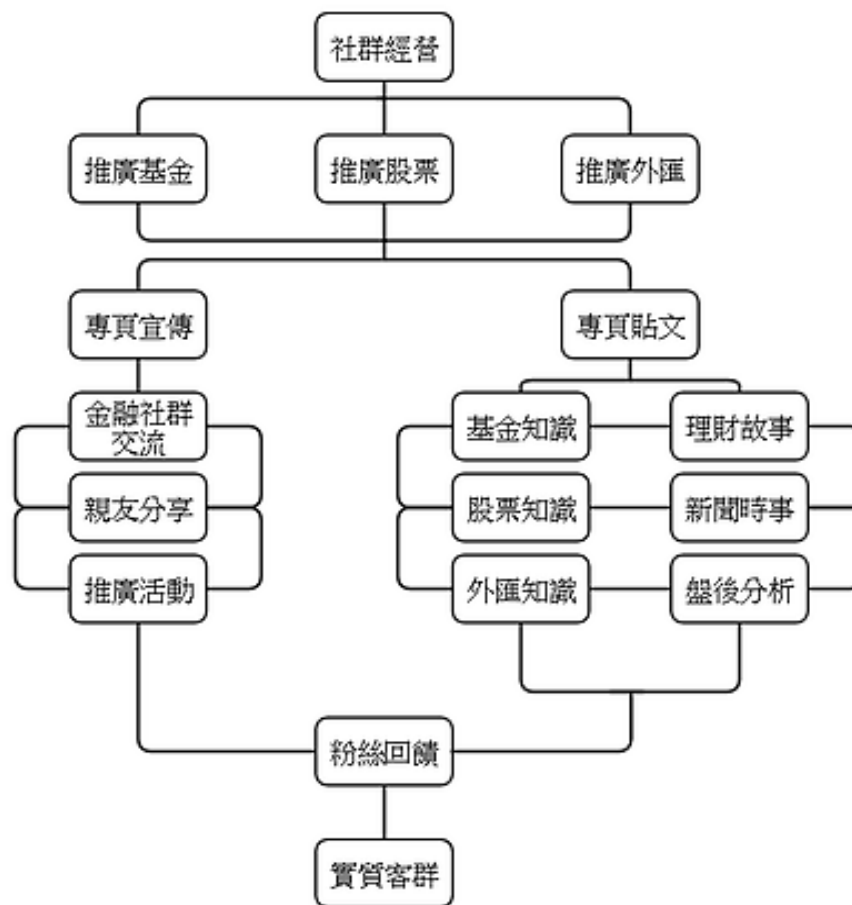 社群經營
推廣基金
推廣股票
推廣外匯
專頁宣傳
專頁貼文
金融社群
交流
基金知識
理財故事
親友分享
股票知識
新聞時事
推廣活動
外匯知識
盤後分析
粉絲回饋
實質客群